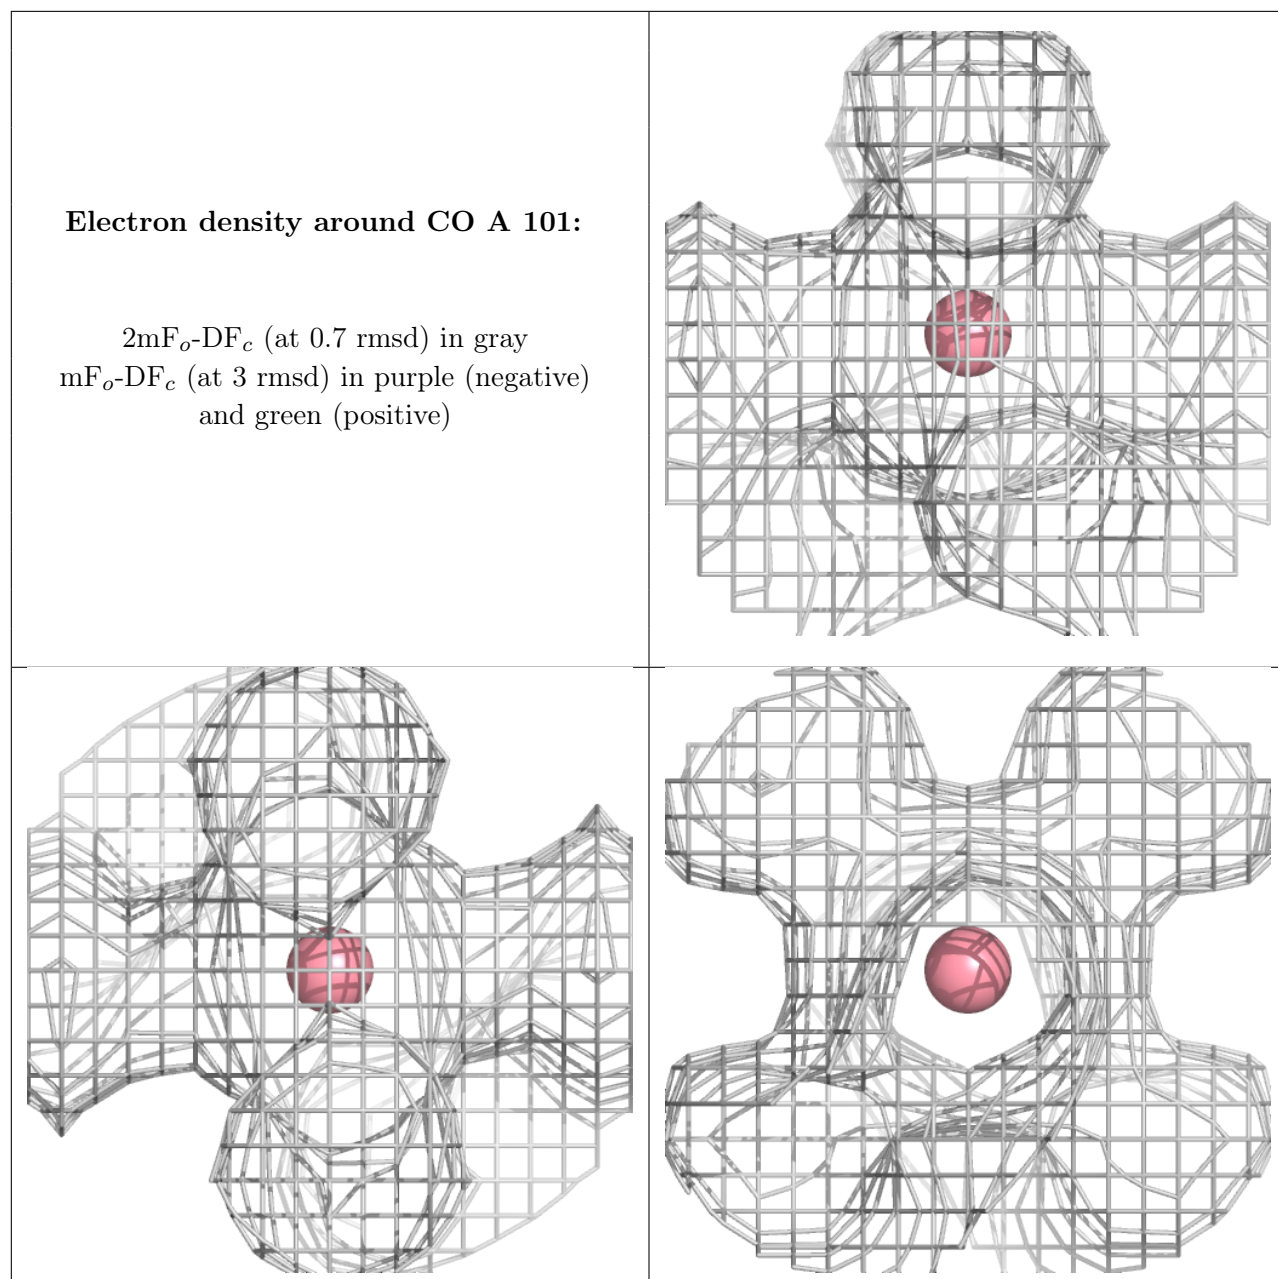 Electron density around CO A 101:
2mFo-DFc (at 0.7 rmsd) in gray
mFo-DFc (at 3 rmsd) in purple (negative)
and green (positive)